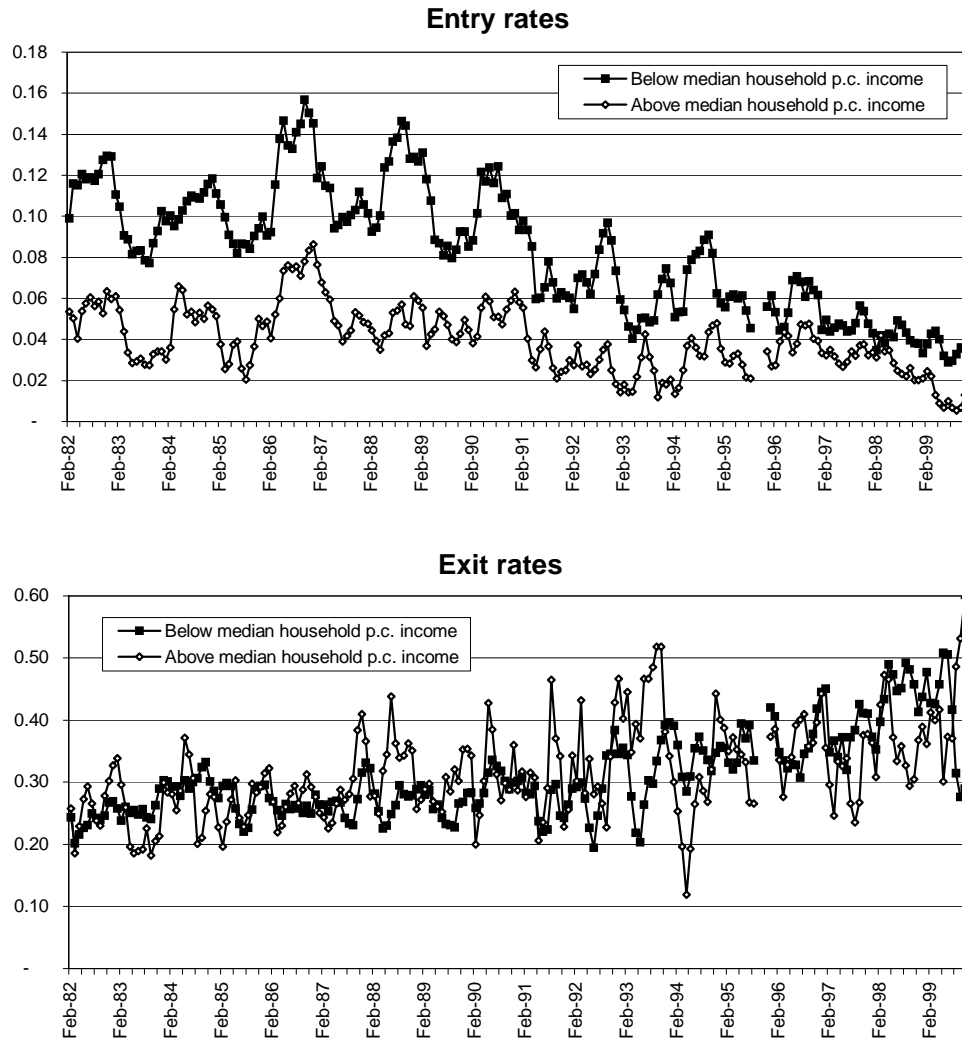 Entry rates
0.18
0.16
0.14
0.12
0.10
0.08
0.06
0.04
0.02
-
Below median household p.c. income
Above median household p.c. income
Feb-82
Feb-83
Feb-84
Feb-85
Feb-86
Feb-87
Feb-88
Feb-89
Feb-90
Feb-91
Feb-92
Feb-93
Feb-94
Feb-95
Feb-96
Feb-97
Feb-98
Feb-99
Exit rates
0.60
0.50
0.40
0.30
0.20
0.10
-
Below median household p.c. income
Above median household p.c. income
Feb-82
Feb-83
Feb-84
Feb-85
Feb-86
Feb-87
Feb-88
Feb-89
Feb-90
Feb-91
Feb-92
Feb-93
Feb-94
Feb-95
Feb-96
Feb-97
Feb-98
Feb-99